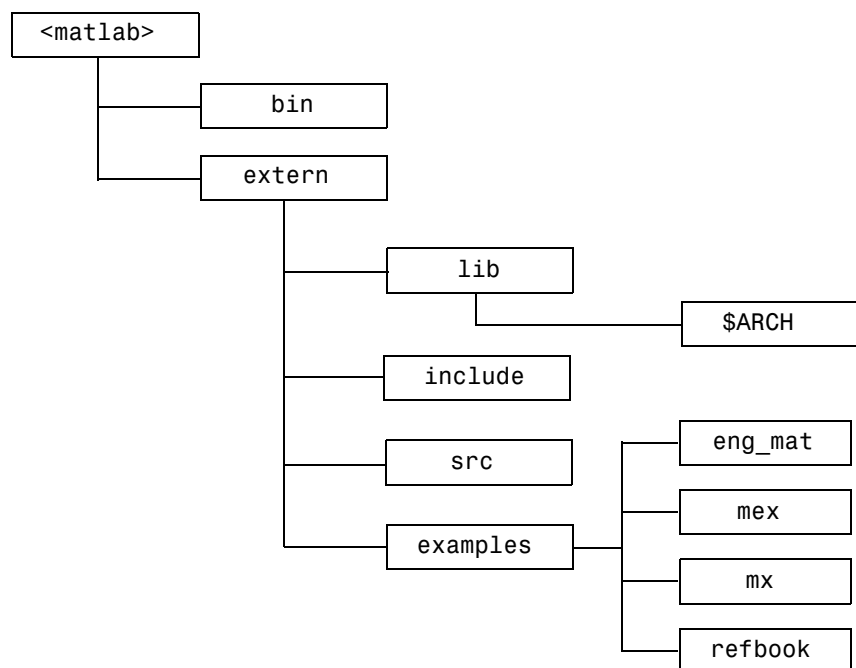 <matlab>
bin
extern
lib
$ARCH
include
eng_mat
src
mex
examples
mx
refbook